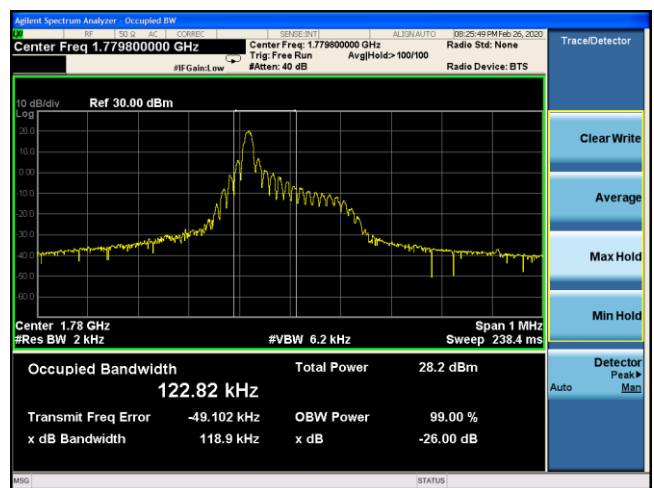 Agilent Spectrum Analyzer - Occupied BW
RF 50 Ω AC CORREC SENSE:INT ALIGNAUTO 08:25:49 PM Feb 26, 2020
Center Freq 1.779800000 GHz
Center Freq: 1.779800000 GHz
Radio Std: None
Trig: Free Run Avg|Hold:>100/100
#IFGain:Low
#Atten: 40 dB
Radio Device: BTS
10 dB/div Ref 30.00 dBm
Log
20.0
10.0
0.00
-10.0
-20.0
-30.0
-40.0
-50.0
-60.0
Center 1.78 GHz
Span 1 MHz
#Res BW 2 kHz
#VBW 6.2 kHz
Sweep 238.4 ms
Occupied Bandwidth
Total Power 28.2 dBm
122.82 kHz
Transmit Freq Error -49.102 kHz
OBW Power 99.00 %
x dB Bandwidth 118.9 kHz
x dB -26.00 dB
MSG
STATUS
Trace/Detector
Clear Write
Average
Max Hold
Min Hold
Detector
Peak▶
Auto Man